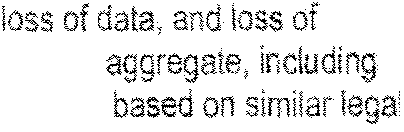 loss of data, and loss of
aggregate, including
based on similar legal